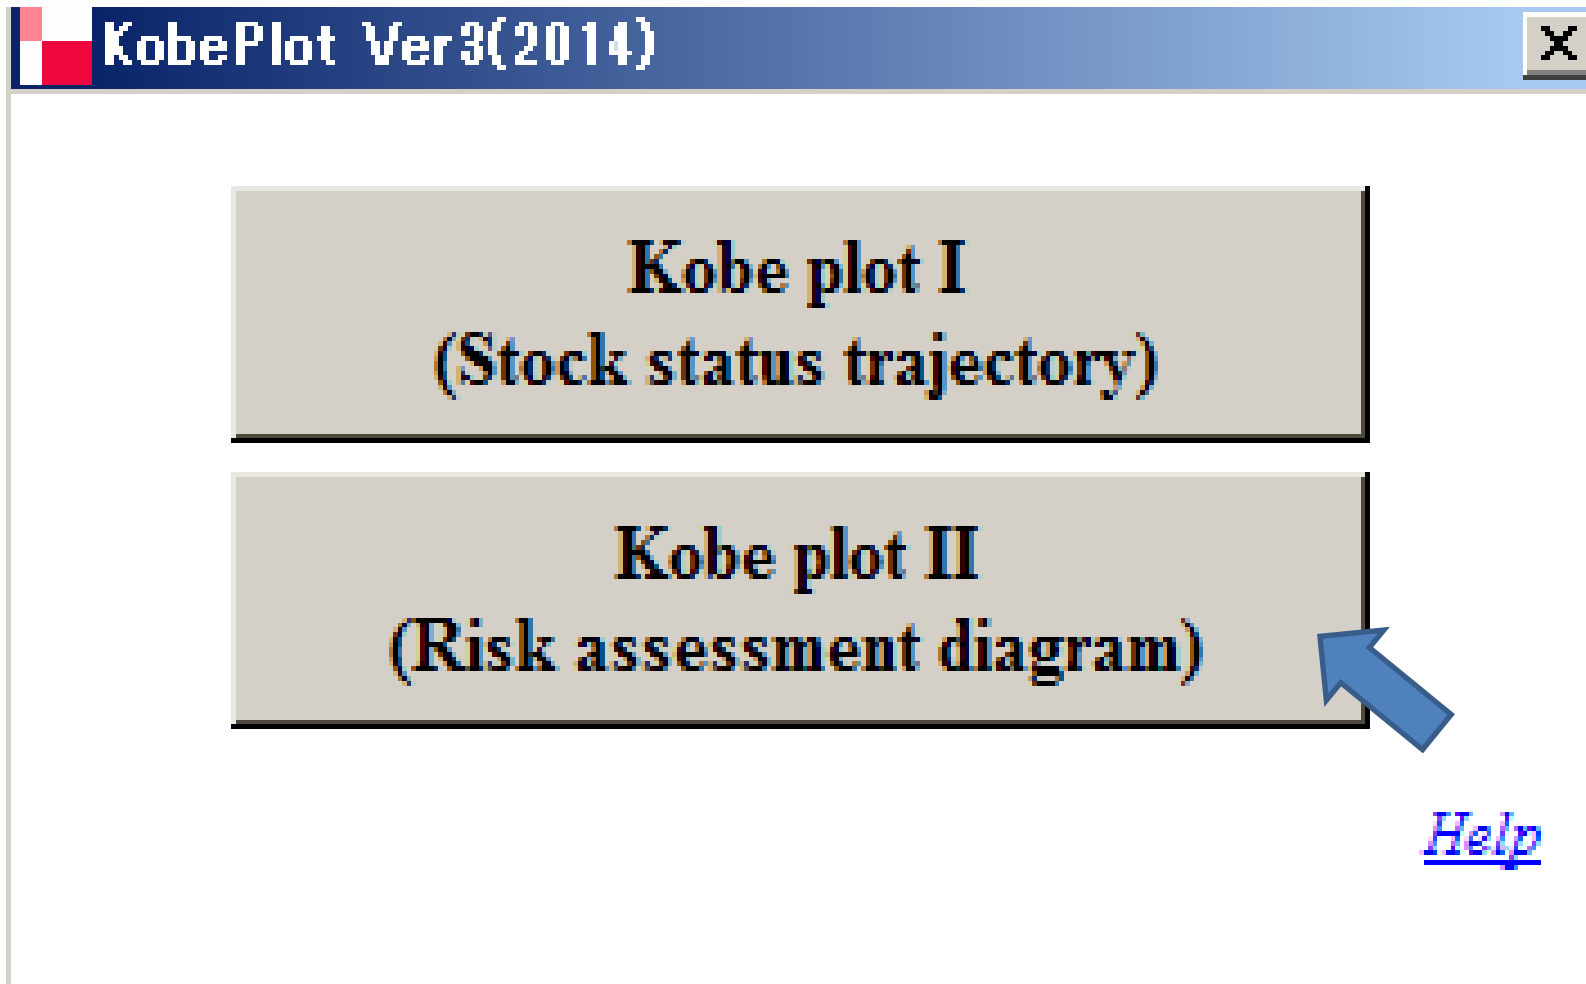 KobePlot Ver3(2014)
Kobe plot I
(Stock status trajectory)
Kobe plot II
(Risk assessment diagram)
Help